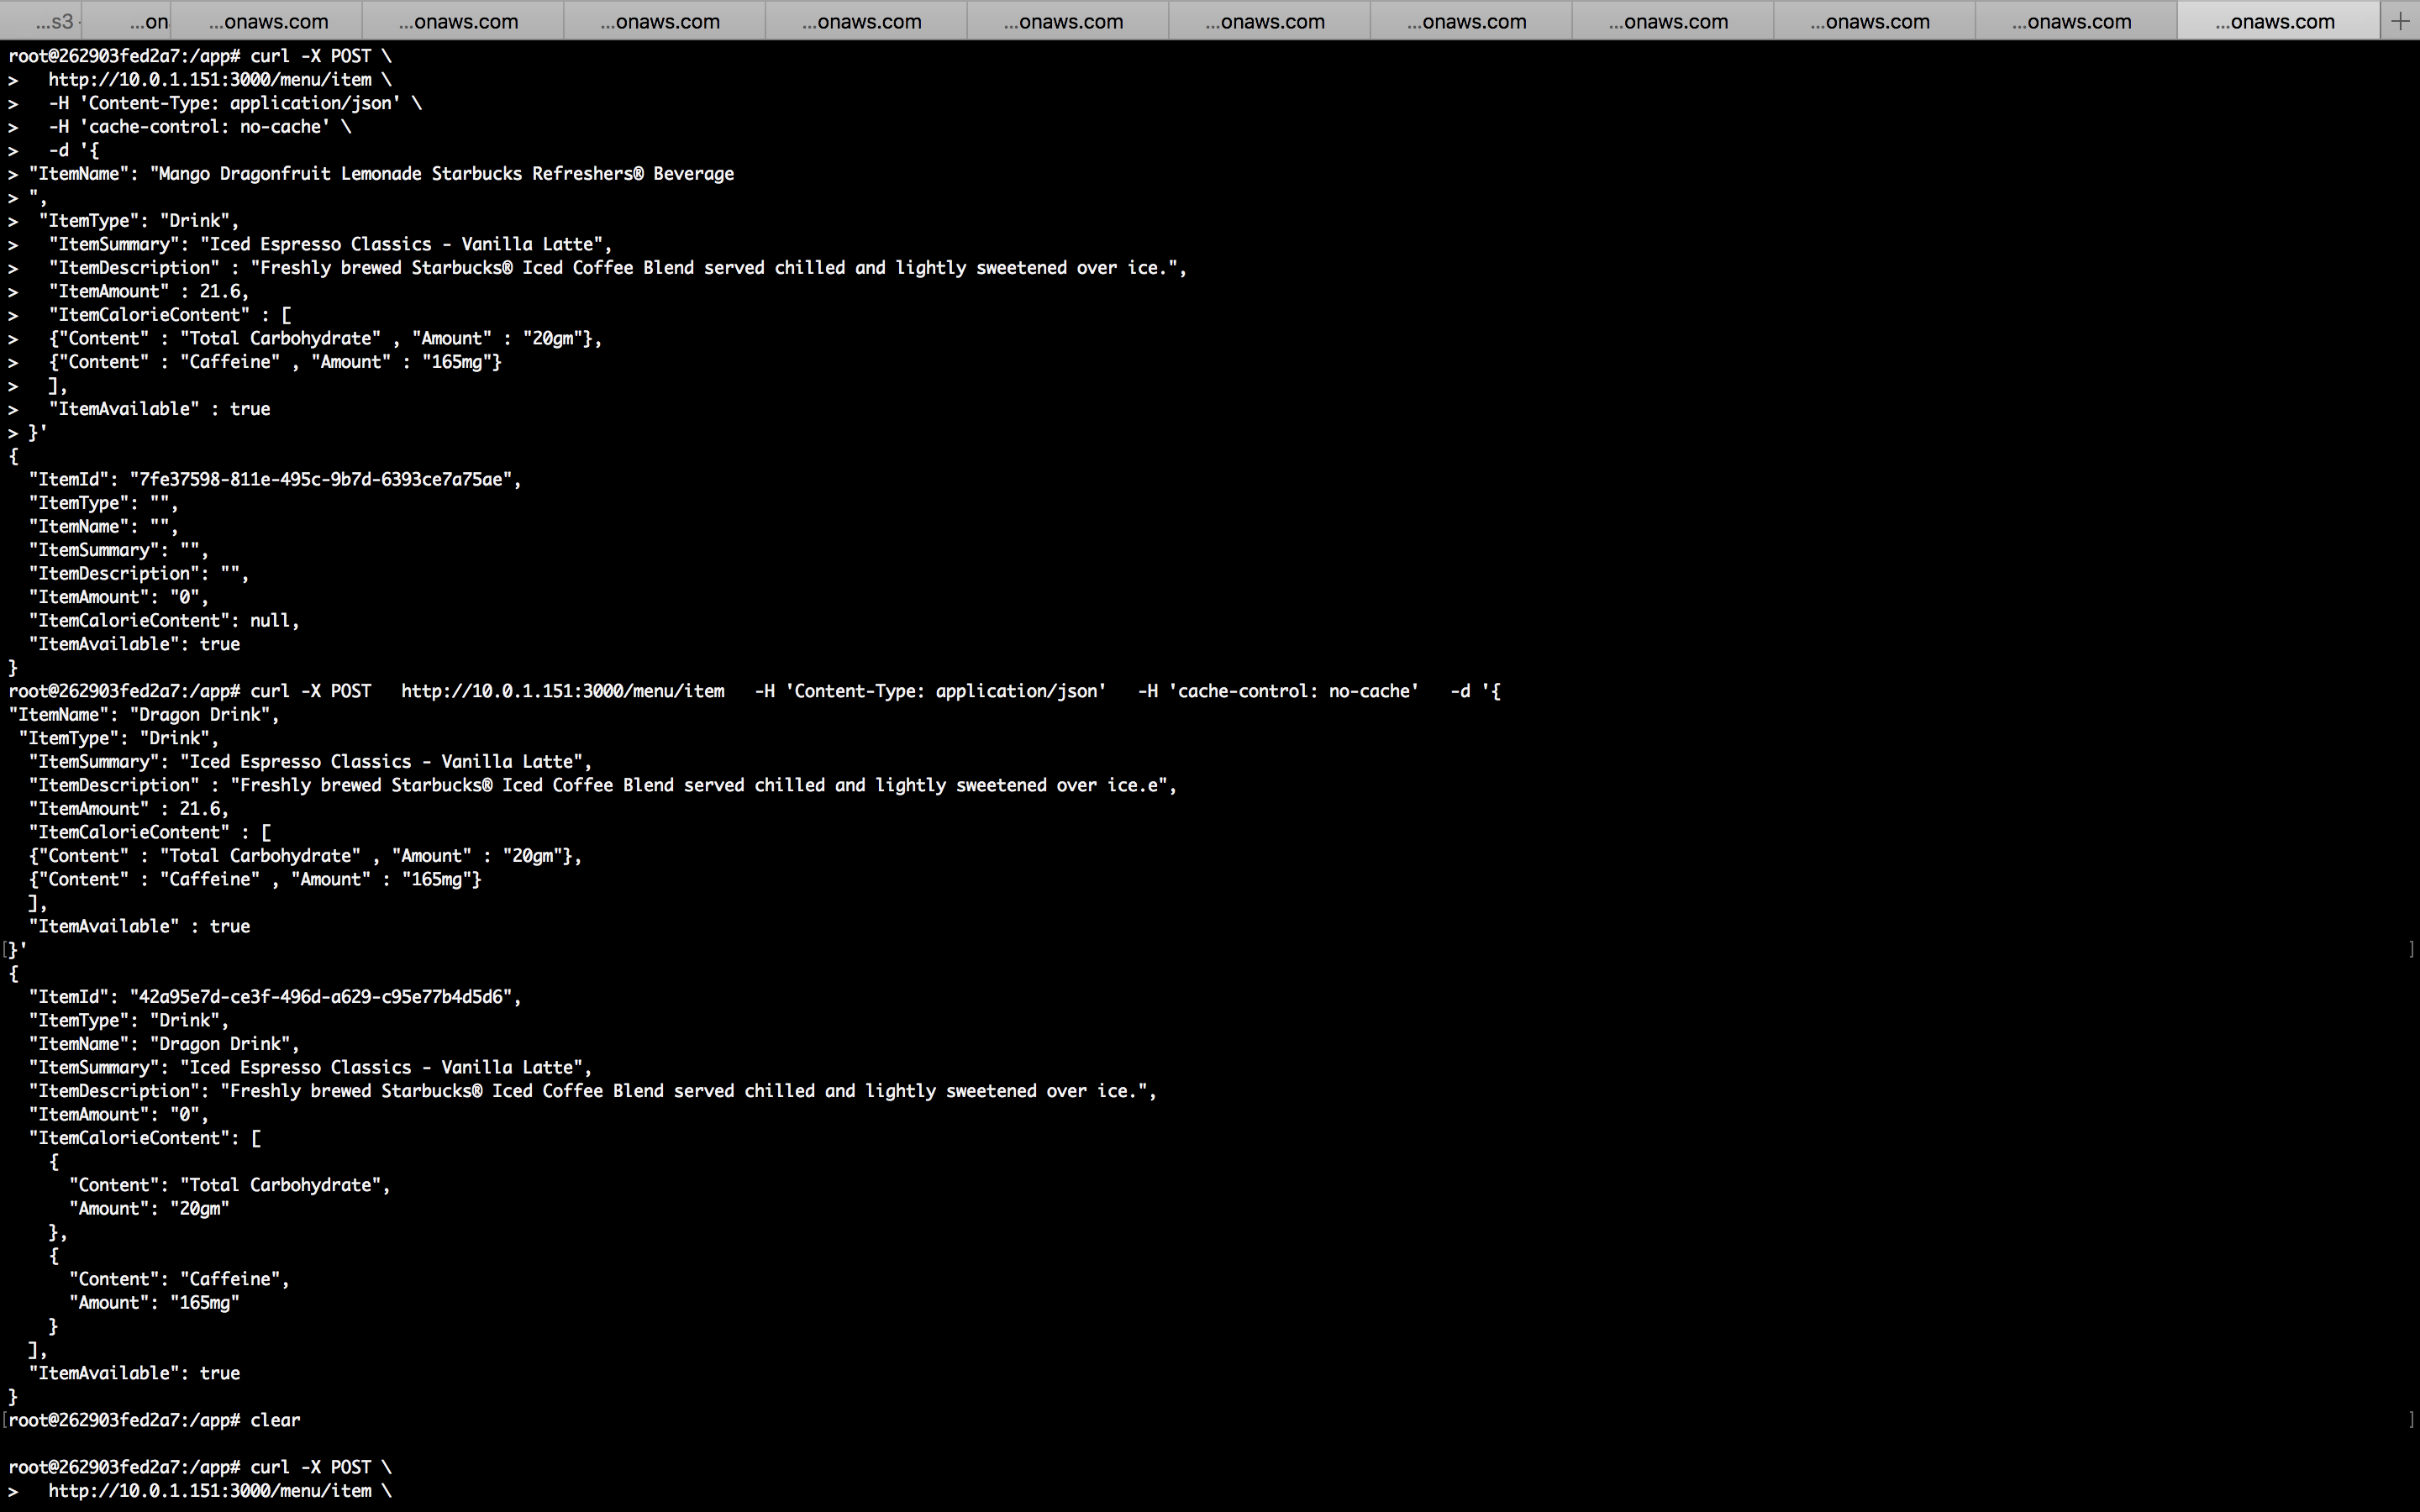 ...s3 ...on ...onaws.com ...onaws.com ...onaws.com ...onaws.com ...onaws.com ...onaws.com ...onaws.com ...onaws.com ...onaws.com ...onaws.com ...onaws.com +
root@262903fed2a7:/app# curl -X POST \
>   http://10.0.1.151:3000/menu/item \
>   -H 'Content-Type: application/json' \
>   -H 'cache-control: no-cache' \
>   -d '{
> "ItemName": "Mango Dragonfruit Lemonade Starbucks Refreshers® Beverage
> ",
>  "ItemType": "Drink",
>   "ItemSummary": "Iced Espresso Classics - Vanilla Latte",
>   "ItemDescription" : "Freshly brewed Starbucks® Iced Coffee Blend served chilled and lightly sweetened over ice.",
>   "ItemAmount" : 21.6,
>   "ItemCalorieContent" : [
>   {"Content" : "Total Carbohydrate" , "Amount" : "20gm"},
>   {"Content" : "Caffeine" , "Amount" : "165mg"}
>   ],
>   "ItemAvailable" : true
> }'
{
  "ItemId": "7fe37598-811e-495c-9b7d-6393ce7a75ae",
  "ItemType": "",
  "ItemName": "",
  "ItemSummary": "",
  "ItemDescription": "",
  "ItemAmount": "0",
  "ItemCalorieContent": null,
  "ItemAvailable": true
}
root@262903fed2a7:/app# curl -X POST   http://10.0.1.151:3000/menu/item   -H 'Content-Type: application/json'   -H 'cache-control: no-cache'   -d '{
"ItemName": "Dragon Drink",
 "ItemType": "Drink",
  "ItemSummary": "Iced Espresso Classics - Vanilla Latte",
  "ItemDescription" : "Freshly brewed Starbucks® Iced Coffee Blend served chilled and lightly sweetened over ice.e",
  "ItemAmount" : 21.6,
  "ItemCalorieContent" : [
  {"Content" : "Total Carbohydrate" , "Amount" : "20gm"},
  {"Content" : "Caffeine" , "Amount" : "165mg"}
  ],
  "ItemAvailable" : true
[}' ]
{
  "ItemId": "42a95e7d-ce3f-496d-a629-c95e77b4d5d6",
  "ItemType": "Drink",
  "ItemName": "Dragon Drink",
  "ItemSummary": "Iced Espresso Classics - Vanilla Latte",
  "ItemDescription": "Freshly brewed Starbucks® Iced Coffee Blend served chilled and lightly sweetened over ice.",
  "ItemAmount": "0",
  "ItemCalorieContent": [
    {
      "Content": "Total Carbohydrate",
      "Amount": "20gm"
    },
    {
      "Content": "Caffeine",
      "Amount": "165mg"
    }
  ],
  "ItemAvailable": true
}
[root@262903fed2a7:/app# clear ]
root@262903fed2a7:/app# curl -X POST \
>   http://10.0.1.151:3000/menu/item \